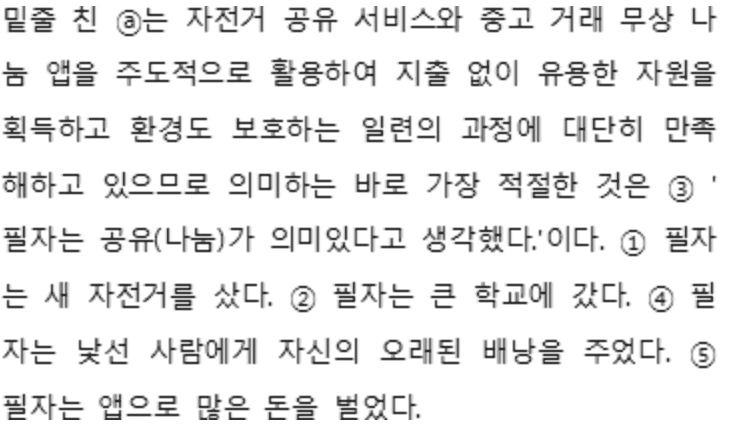 밑줄 친 ⓐ는 자전거 공유 서비스와 중고 거래 무상 나
눔 앱을 주도적으로 활용하여 지출 없이 유용한 자원을
획득하고 환경도 보호하는 일련의 과정에 대단히 만족
해하고 있으므로 의미하는 바로 가장 적절한 것은 ③ '
필자는 공유(나눔)가 의미있다고 생각했다.'이다. ① 필자
는 새 자전거를 샀다. ② 필자는 큰 학교에 갔다. ④ 필
자는 낯선 사람에게 자신의 오래된 배낭을 주었다. ⑤
필자는 앱으로 많은 돈을 벌었다.